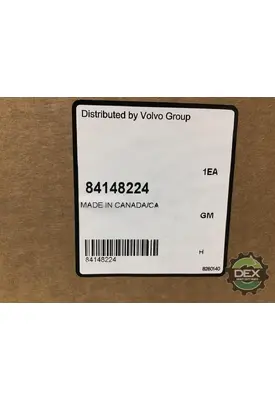 Distributed by Volvo Group
1EA
84148224
MADE IN CANADA/CA
GM
84148224
H
DEX